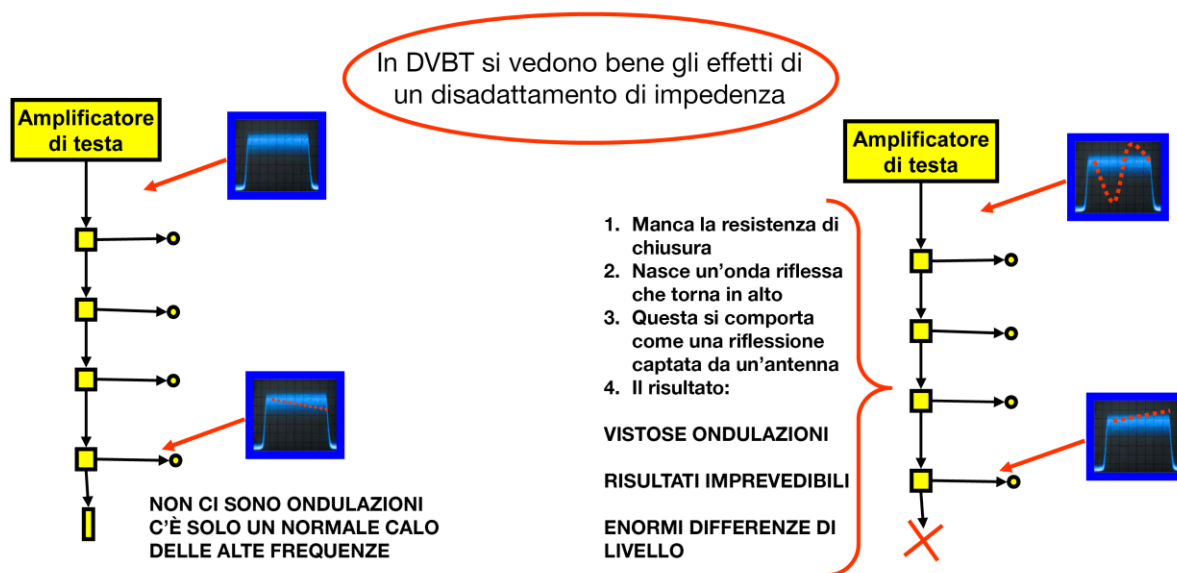 In DVBT si vedono bene gli effetti di
un disadattamento di impedenza
Amplificatore
di testa
NON CI SONO ONDULAZIONI
C'È SOLO UN NORMALE CALO
DELLE ALTE FREQUENZE
Amplificatore
di testa
1. Manca la resistenza di
chiusura
2. Nasce un'onda riflessa
che torna in alto
3. Questa si comporta
come una riflessione
captata da un'antenna
4. Il risultato:
VISTOSE ONDULAZIONI
RISULTATI IMPREVEDIBILI
ENORMI DIFFERENZE DI
LIVELLO